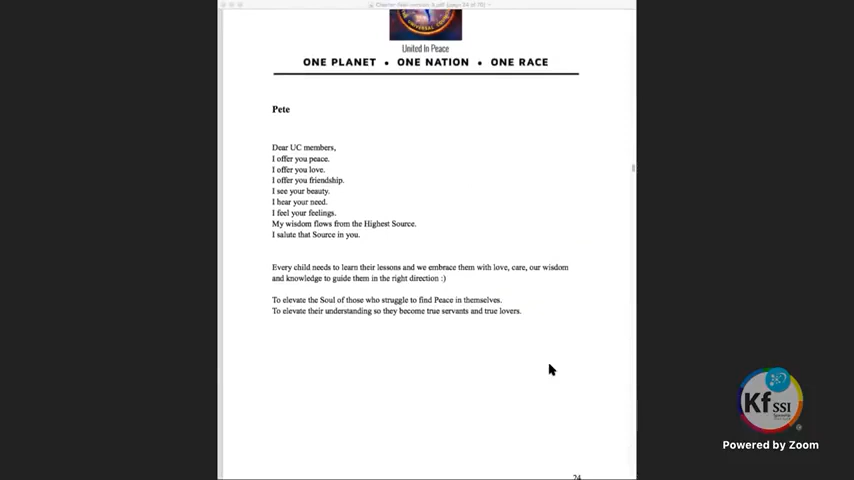 United In Peace
ONE PLANET • ONE NATION • ONE RACE
Pete
Dear UC members,
I offer you peace.
I offer you love.
I offer you friendship.
I see your beauty.
I hear your need.
I feel your feelings.
My wisdom flows from the Highest Source.
I salute that Source in you.
Every child needs to learn their lessons and we embrace them with love, care, our wisdom
and knowledge to guide them in the right direction :)
To elevate the Soul of those who struggle to find Peace in themselves.
To elevate their understanding so they become true servants and true lovers.
24
Kf SSI
Powered by Zoom